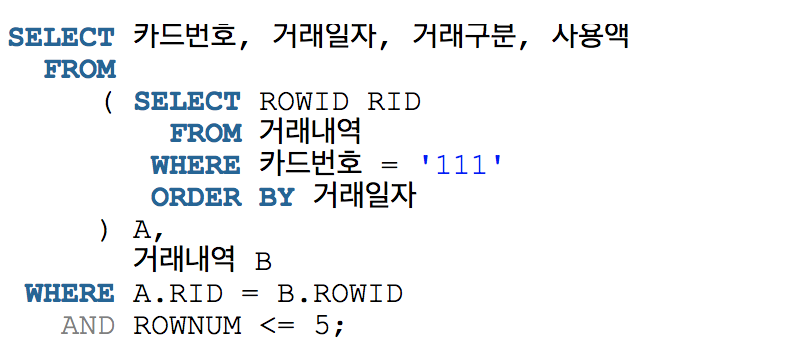 SELECT 카드번호, 거래일자, 거래구분, 사용액
FROM
( SELECT ROWID RID
FROM 거래내역
WHERE 카드번호 = '111'
ORDER BY 거래일자
) A,
거래내역 B
WHERE A.RID = B.ROWID
AND ROWNUM <= 5;